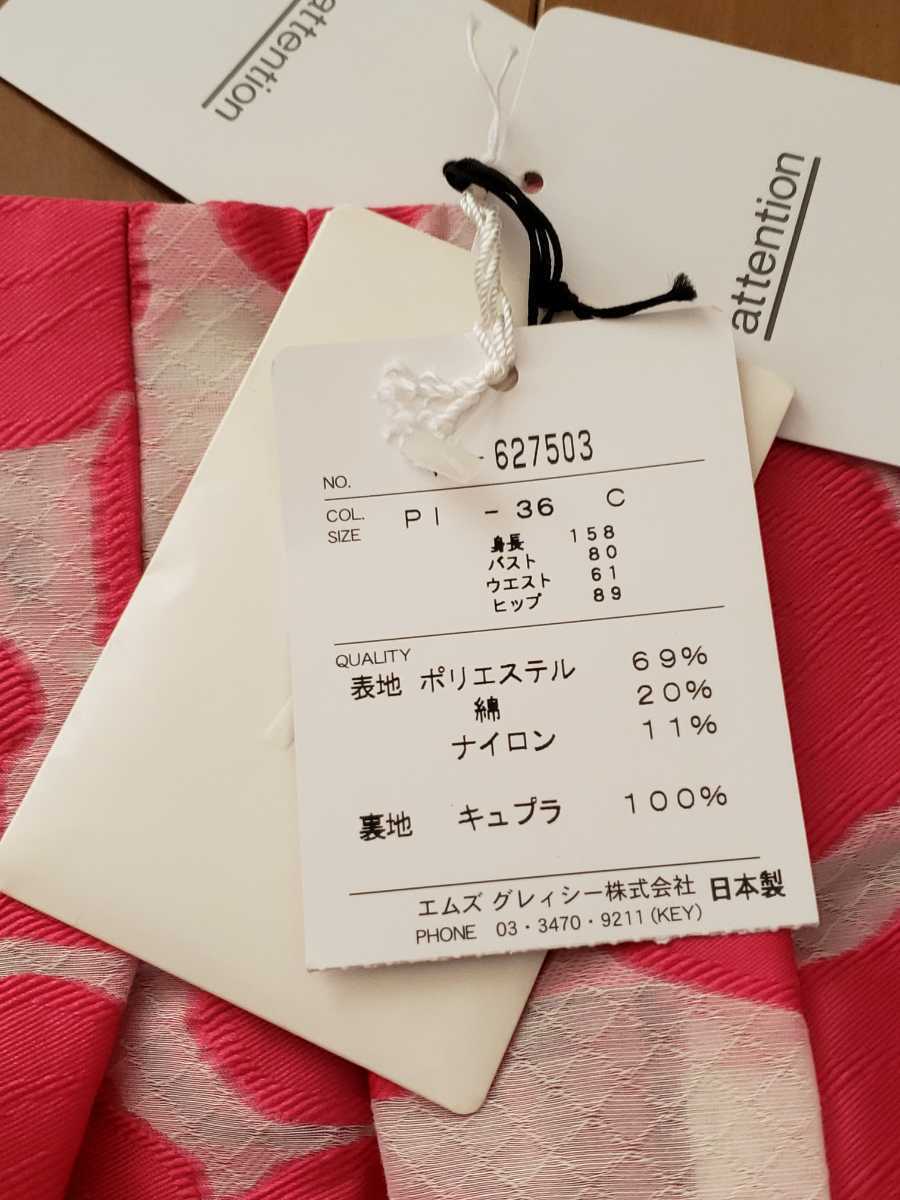 attention
attention
NO. - 627503
COL. PI - 36 C
SIZE
身長 158
バスト 80
ウエスト 61
ヒップ 89
QUALITY
表地 ポリエステル 69%
綿 20%
ナイロン 11%
裏地 キュプラ 100%
エムズ グレィシー株式会社 日本製
PHONE 03・3470・9211(KEY)